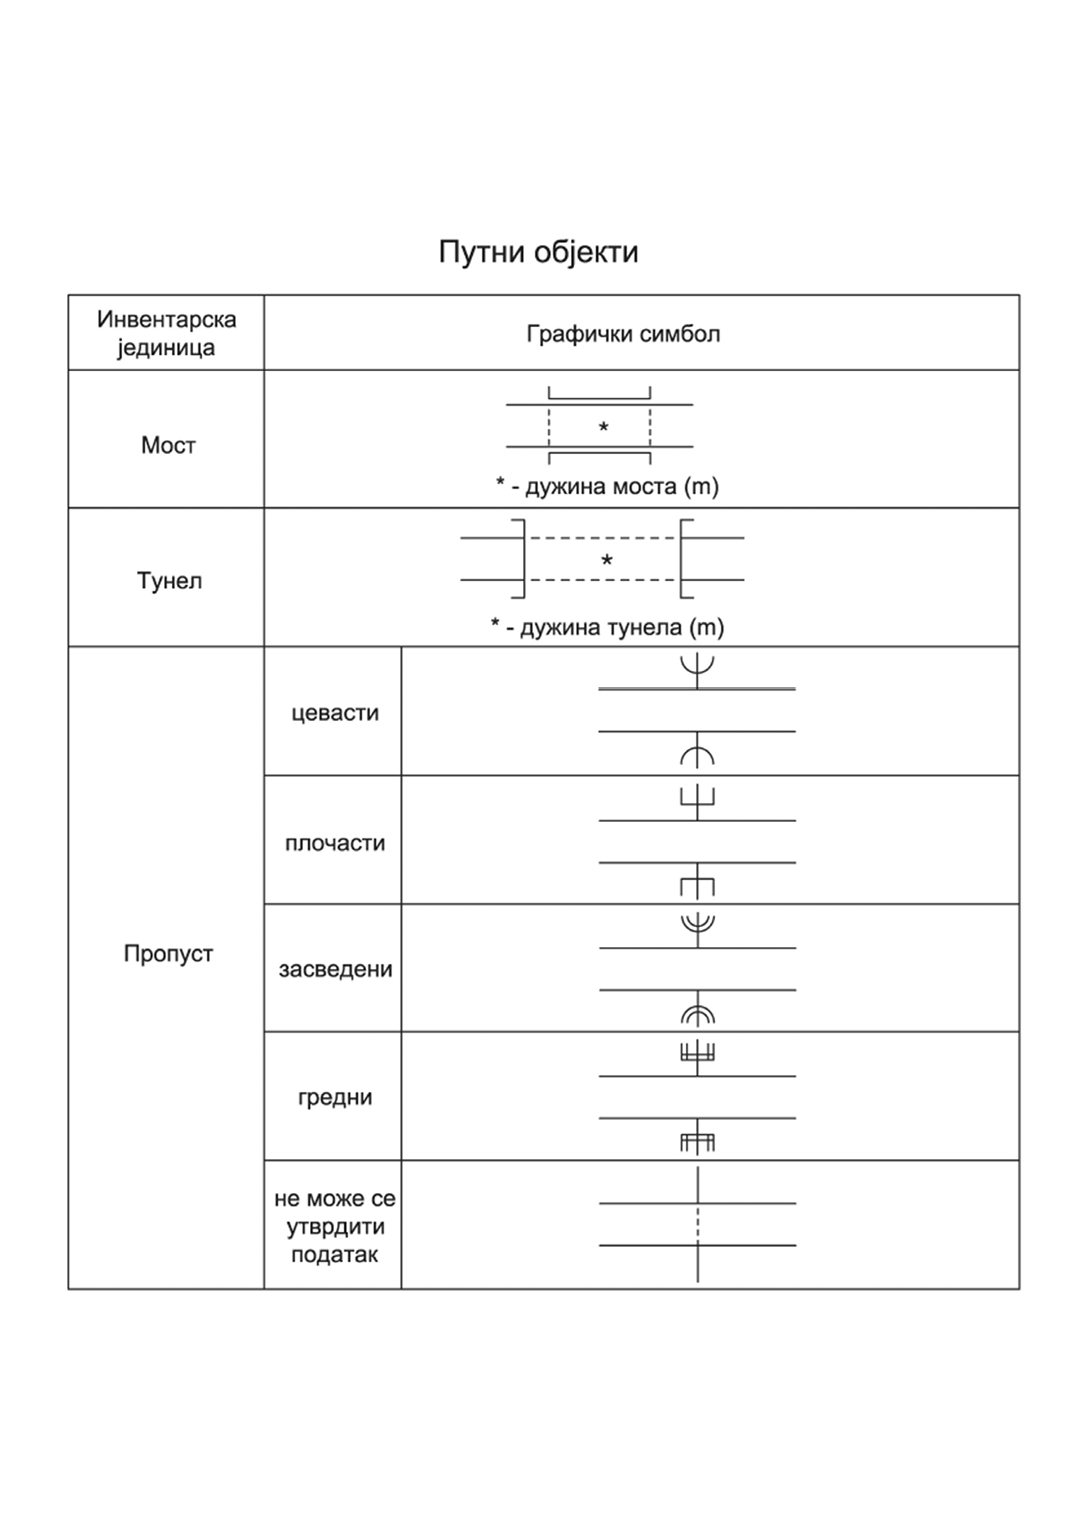 Путни објекти
Инвентарска
јединица
Графички симбол
Мост
*
* - дужина моста (m)
Тунел
*
* - дужина тунела (m)
Пропуст
цевасти
плочасти
засведени
гредни
не може се
утврдити
податак